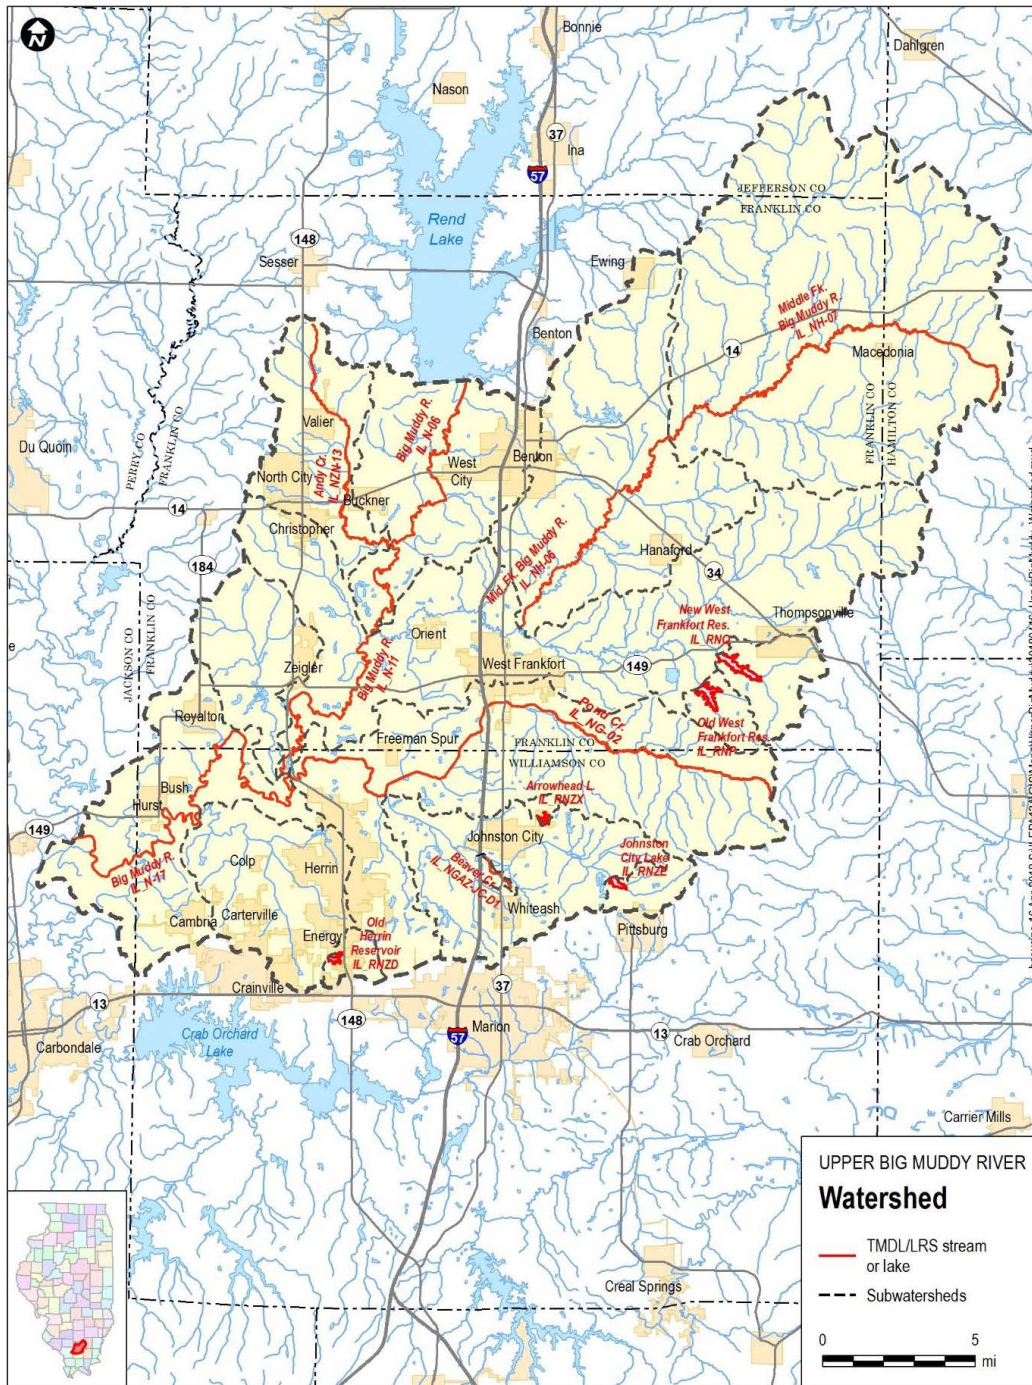 N
Bonnie
Dahlgren
Nason
37
Ina
57
JEFFERSON CO
FRANKLIN CO
Rend
Lake
148
Sesser
Ewing
Middle Fk.
Big Muddy R.
IL_NH-07
Benton
14
Macedonia
PERRY CO
FRANKLIN CO
FRANKLIN CO
HAMILTON CO
Du Quoin
Valier
Big Muddy R.
IL_N-06
Andy Cr.
IL_NZN-13
North City
West
City
Benton
Buckner
14
Christopher
Mid. Fk. Big Muddy R.
IL_NH-06
Hanaford
34
184
JACKSON CO
FRANKLIN CO
New West
Frankfort Res.
IL_RNQ
Thompsonville
Orient
Zeigler
Big Muddy R.
IL_N-11
West Frankfort
149
Royalton
Pond Cr.
IL_NG-02
Old West
Frankfort Res.
IL_RNP
Freeman Spur
FRANKLIN CO
WILLIAMSON CO
Bush
Hurst
Arrowhead L.
IL_RNZX
149
Johnston City
Johnston
City Lake
IL_RNZE
Colp
Herrin
Big Muddy R.
IL_N-17
Beaver Cr.
IL_NGAZ-JC-D1
Whiteash
Cambria
Carterville
Energy
Old
Herrin
Reservoir
IL_RNZD
Pittsburg
Crainville
37
13
148
Crab Orchard
Lake
57
Marion
13
Crab Orchard
Carbondale
Carrier Mills
Creal Springs
UPPER BIG MUDDY RIVER
Watershed
TMDL/LRS stream
or lake
Subwatersheds
0 5
mi